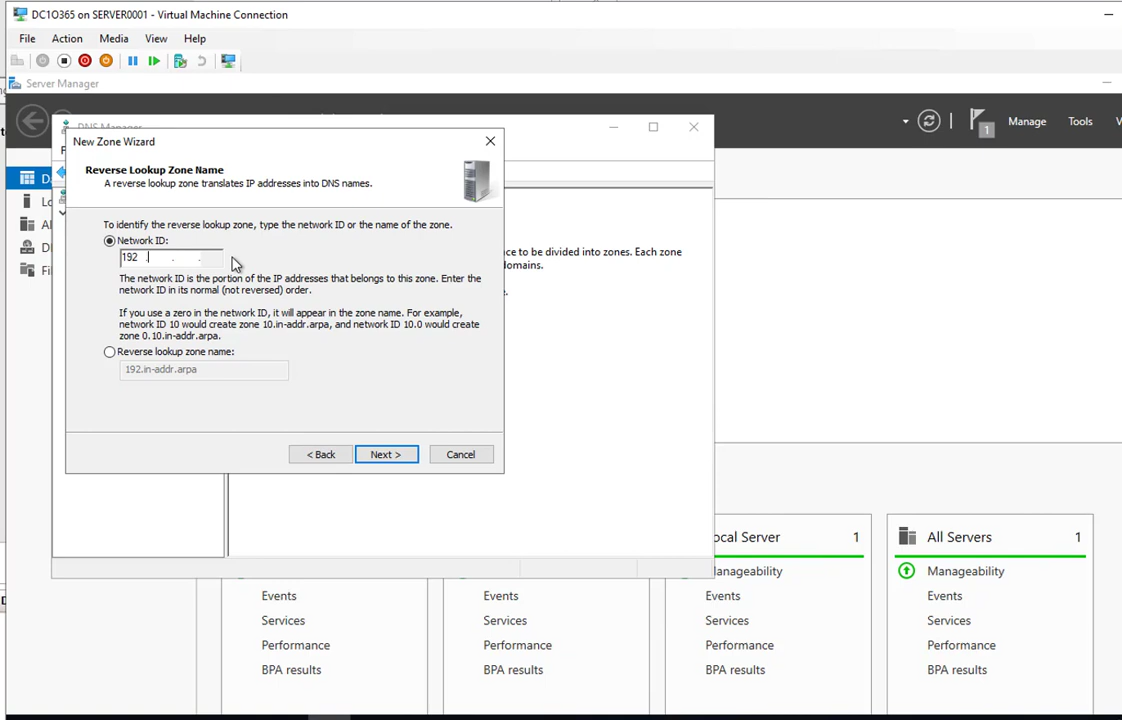 DC1O365 on SERVER0001 - Virtual Machine Connection
File Action Media View Help
Server Manager
DNS Manager
1
Manage Tools
New Zone Wizard
Reverse Lookup Zone Name
A reverse lookup zone translates IP addresses into DNS names.
To identify the reverse lookup zone, type the network ID or the name of the zone.
Network ID:
192 . . .
ce to be divided into zones. Each zone
domains.
The network ID is the portion of the IP addresses that belongs to this zone. Enter the
network ID in its normal (not reversed) order.
If you use a zero in the network ID, it will appear in the zone name. For example,
network ID 10 would create zone 10.in-addr.arpa, and network ID 10.0 would create
zone 0.10.in-addr.arpa.
Reverse lookup zone name:
192.in-addr.arpa
< Back Next > Cancel
ocal Server 1
All Servers 1
anageability
Manageability
Events Events Events Events
Services Services Services Services
Performance Performance Performance Performance
BPA results BPA results BPA results BPA results